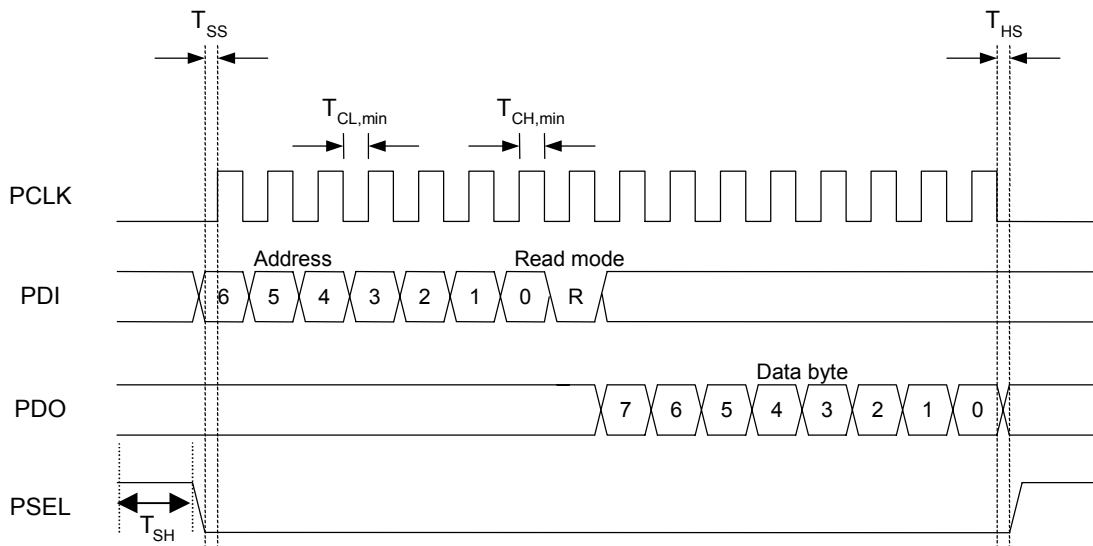 T_SS T_HS
T_CL,min T_CH,min
PCLK
Address Read mode
PDI 6 5 4 3 2 1 0 R
Data byte
PDO 7 6 5 4 3 2 1 0
PSEL
T_SH